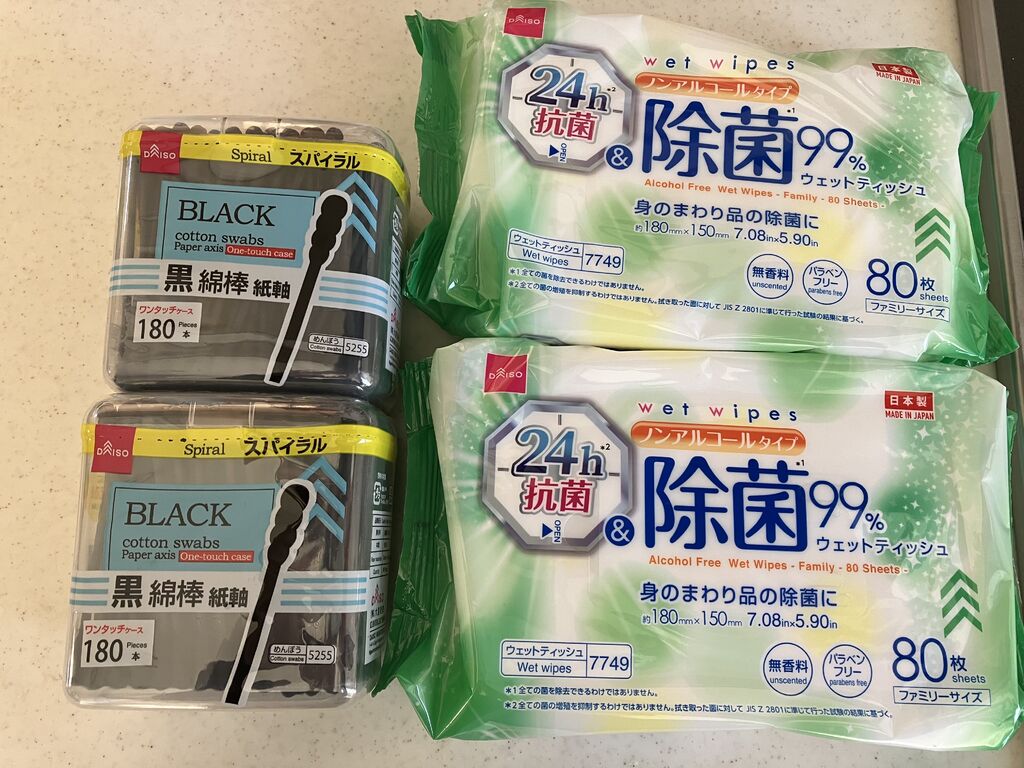 DAISO
Spiral スパイラル
BLACK
cotton swabs
Paper axis One-touch case
黒 綿棒 紙軸
ワンタッチケース
180 Pieces 本
めんぼう
Cotton swabs 5255
DAISO
Spiral スパイラル
BLACK
cotton swabs
Paper axis One-touch case
黒 綿棒 紙軸
ワンタッチケース
180 Pieces 本
めんぼう
Cotton swabs 5255
DAISO
wet wipes
日本製
MADE IN JAPAN
ノンアルコールタイプ
24h*2
抗菌
OPEN
& 除菌*1 99%
ウェットティッシュ
Alcohol Free Wet Wipes - Family - 80 Sheets -
身のまわり品の除菌に
約180mm×150mm 7.08in×5.90in
ウェットティッシュ
Wet wipes 7749
無香料
unscented
パラベン
フリー
parabens free
80枚
sheets
ファミリーサイズ
*1 全ての菌を除去できるわけではありません。
*2 全ての菌の増殖を抑制するわけではありません。拭き取った面に対して JIS Z 2801に準じて行った試験の結果に基づく。
DAISO
wet wipes
日本製
MADE IN JAPAN
ノンアルコールタイプ
24h*2
抗菌
OPEN
& 除菌*1 99%
ウェットティッシュ
Alcohol Free Wet Wipes - Family - 80 Sheets -
身のまわり品の除菌に
約180mm×150mm 7.08in×5.90in
ウェットティッシュ
Wet wipes 7749
無香料
unscented
パラベン
フリー
parabens free
80枚
sheets
ファミリーサイズ
*1 全ての菌を除去できるわけではありません。
*2 全ての菌の増殖を抑制するわけではありません。拭き取った面に対して JIS Z 2801に準じて行った試験の結果に基づく。